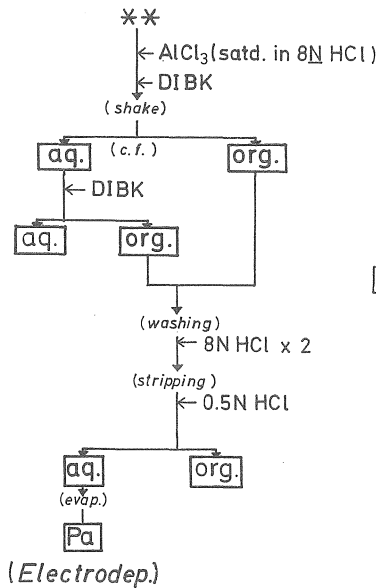 **
AlCl3(satd. in 8N HCl)
DIBK
(shake)
(c.f.)
aq.
org.
DIBK
aq.
org.
(washing)
8N HCl x 2
(stripping)
0.5N HCl
aq.
org.
(evap.)
Pa
(Electrodep.)